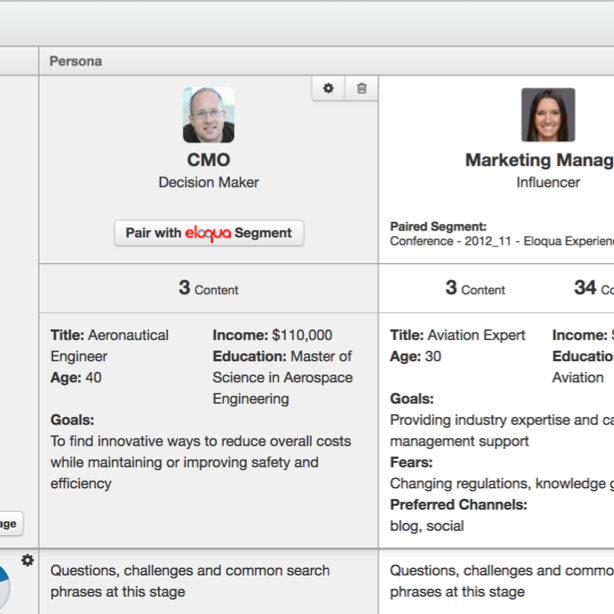 Persona
CMO
Decision Maker
Pair with eloqua Segment
3 Content
Title: Aeronautical
Engineer
Age: 40
Income: $110,000
Education: Master of
Science in Aerospace
Engineering
Goals:
To find innovative ways to reduce overall costs
while maintaining or improving safety and
efficiency
Marketing Manag
Influencer
Paired Segment:
Conference - 2012_11 - Eloqua Experien
3 Content
34 Co
Title: Aviation Expert
Age: 30
Income: $
Educatio
Aviation
Goals:
Providing industry expertise and ca
management support
Fears:
Changing regulations, knowledge g
Preferred Channels:
blog, social
age
Questions, challenges and common search
phrases at this stage
Questions, challenges and commo
phrases at this stage